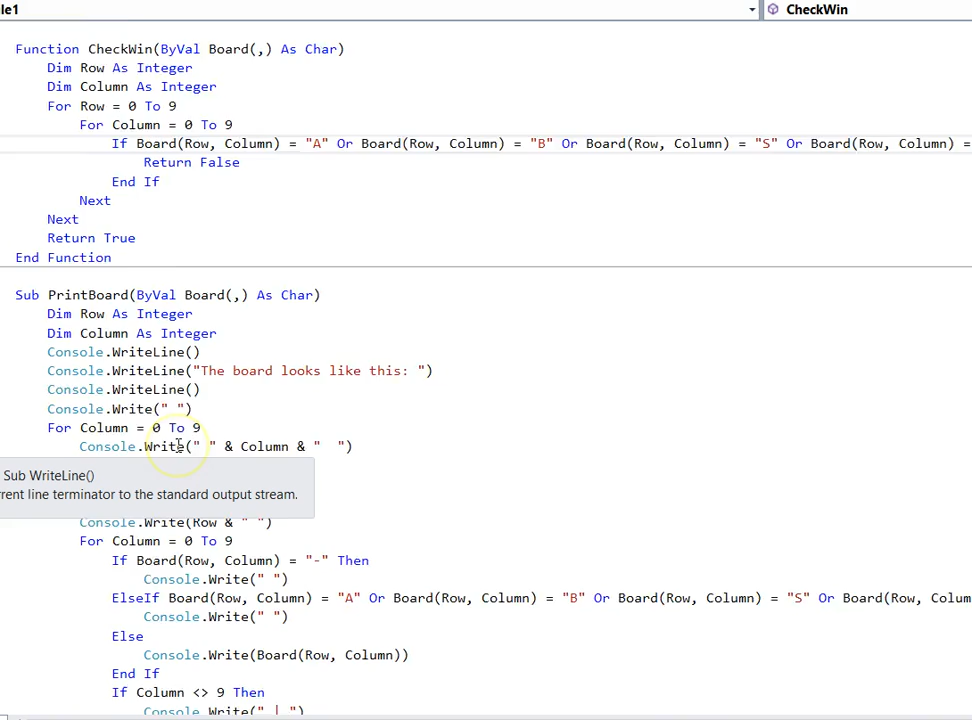 le1 CheckWin
Function CheckWin(ByVal Board(,) As Char)
Dim Row As Integer
Dim Column As Integer
For Row = 0 To 9
For Column = 0 To 9
If Board(Row, Column) = "A" Or Board(Row, Column) = "B" Or Board(Row, Column) = "S" Or Board(Row, Column) =
Return False
End If
Next
Next
Return True
End Function
Sub PrintBoard(ByVal Board(,) As Char)
Dim Row As Integer
Dim Column As Integer
Console.WriteLine()
Console.WriteLine("The board looks like this: ")
Console.WriteLine()
Console.Write(" ")
For Column = 0 To 9
Console.Write(" " & Column & "  ")
Sub WriteLine()
rrent line terminator to the standard output stream.
Console.Write(Row & " ")
For Column = 0 To 9
If Board(Row, Column) = "-" Then
Console.Write(" ")
ElseIf Board(Row, Column) = "A" Or Board(Row, Column) = "B" Or Board(Row, Column) = "S" Or Board(Row, Colum
Console.Write(" ")
Else
Console.Write(Board(Row, Column))
End If
If Column <> 9 Then
Console.Write(" | ")